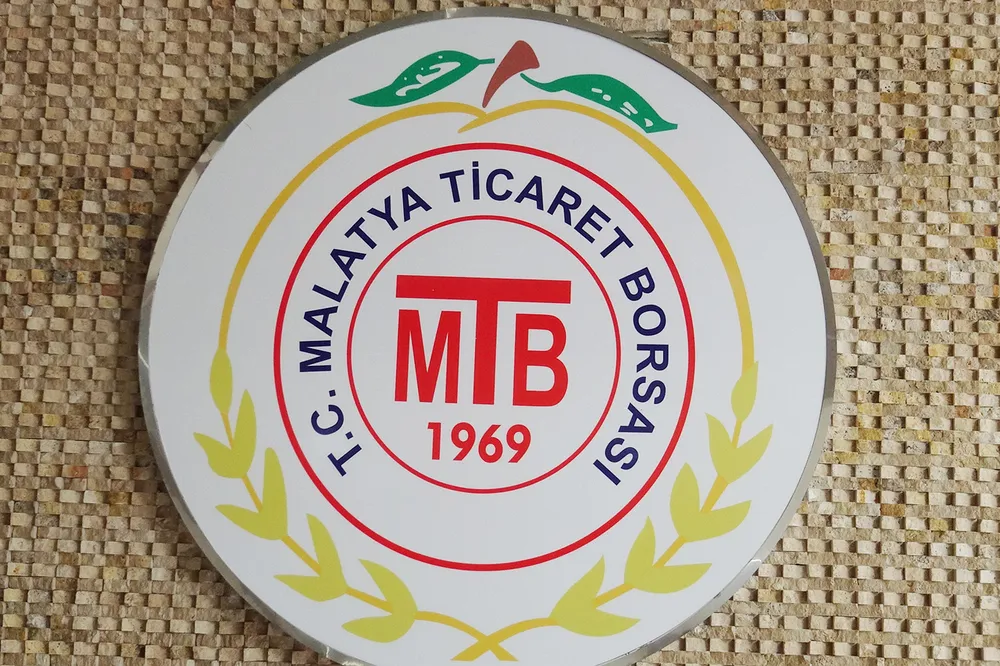 T.C. MALATYA TİCARET BORSASI
MTB
1969